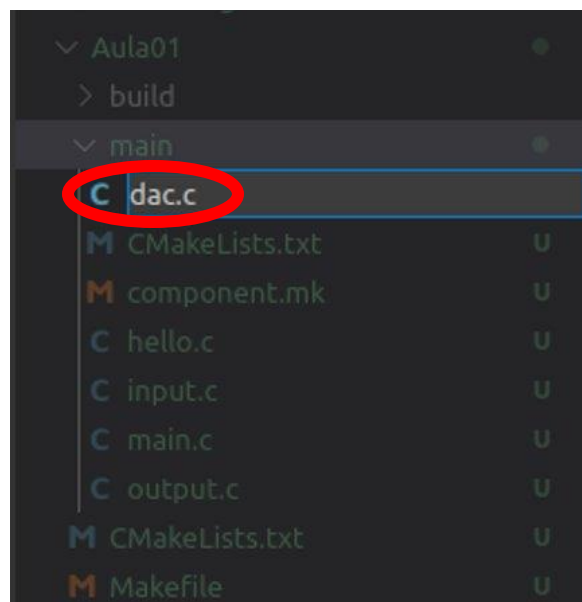 Aula01
build
main
C dac.c
M CMakeLists.txt U
M component.mk U
C hello.c U
C input.c U
C main.c U
C output.c U
M CMakeLists.txt U
M Makefile U